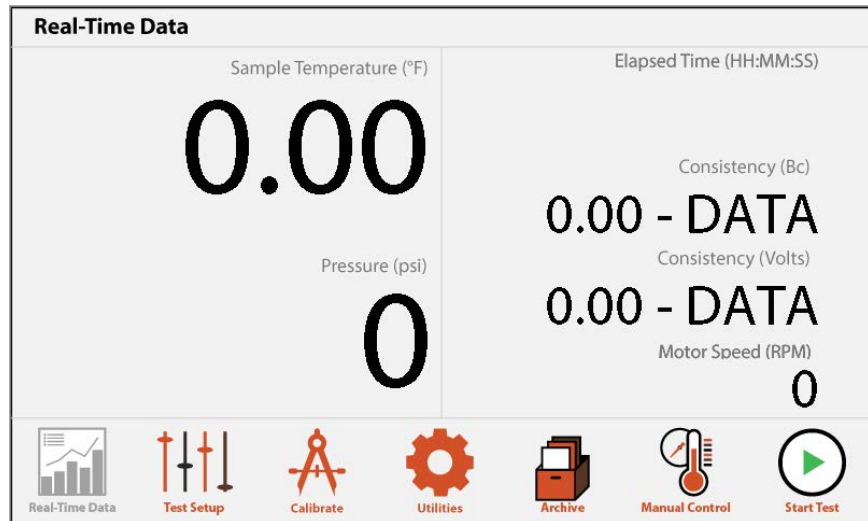 Real-Time Data
Sample Temperature (°F)
0.00
Pressure (psi)
0
Elapsed Time (HH:MM:SS)
Consistency (Bc)
0.00 - DATA
Consistency (Volts)
0.00 - DATA
Motor Speed (RPM)
0
Real-Time Data
Test Setup
Calibrate
Utilities
Archive
Manual Control
Start Test